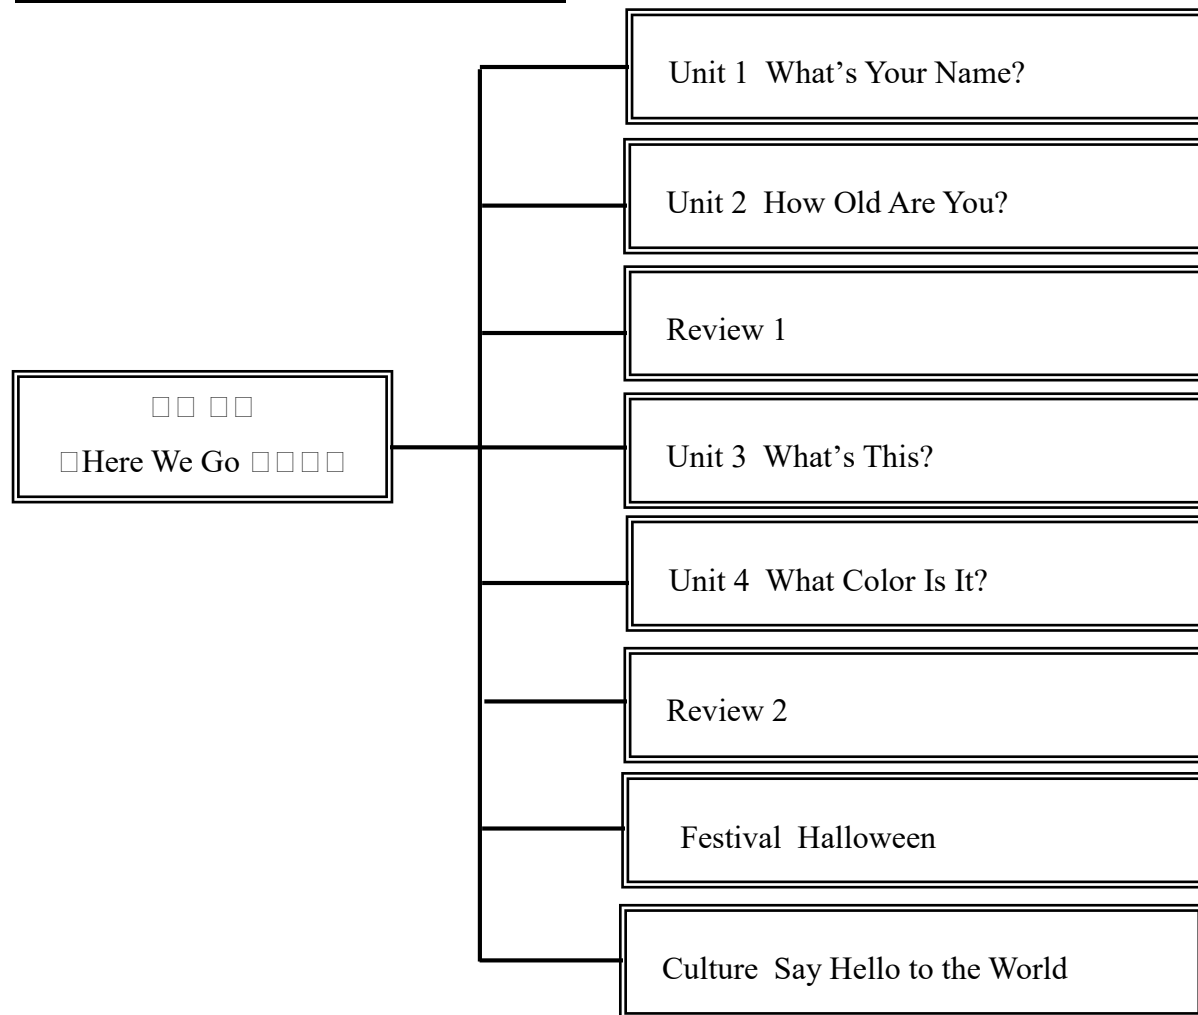 Here We Go
Unit 1  What’s Your Name?
Unit 2  How Old Are You?
Review 1
Unit 3  What’s This?
Unit 4  What Color Is It?
Review 2
Festival  Halloween
Culture  Say Hello to the World